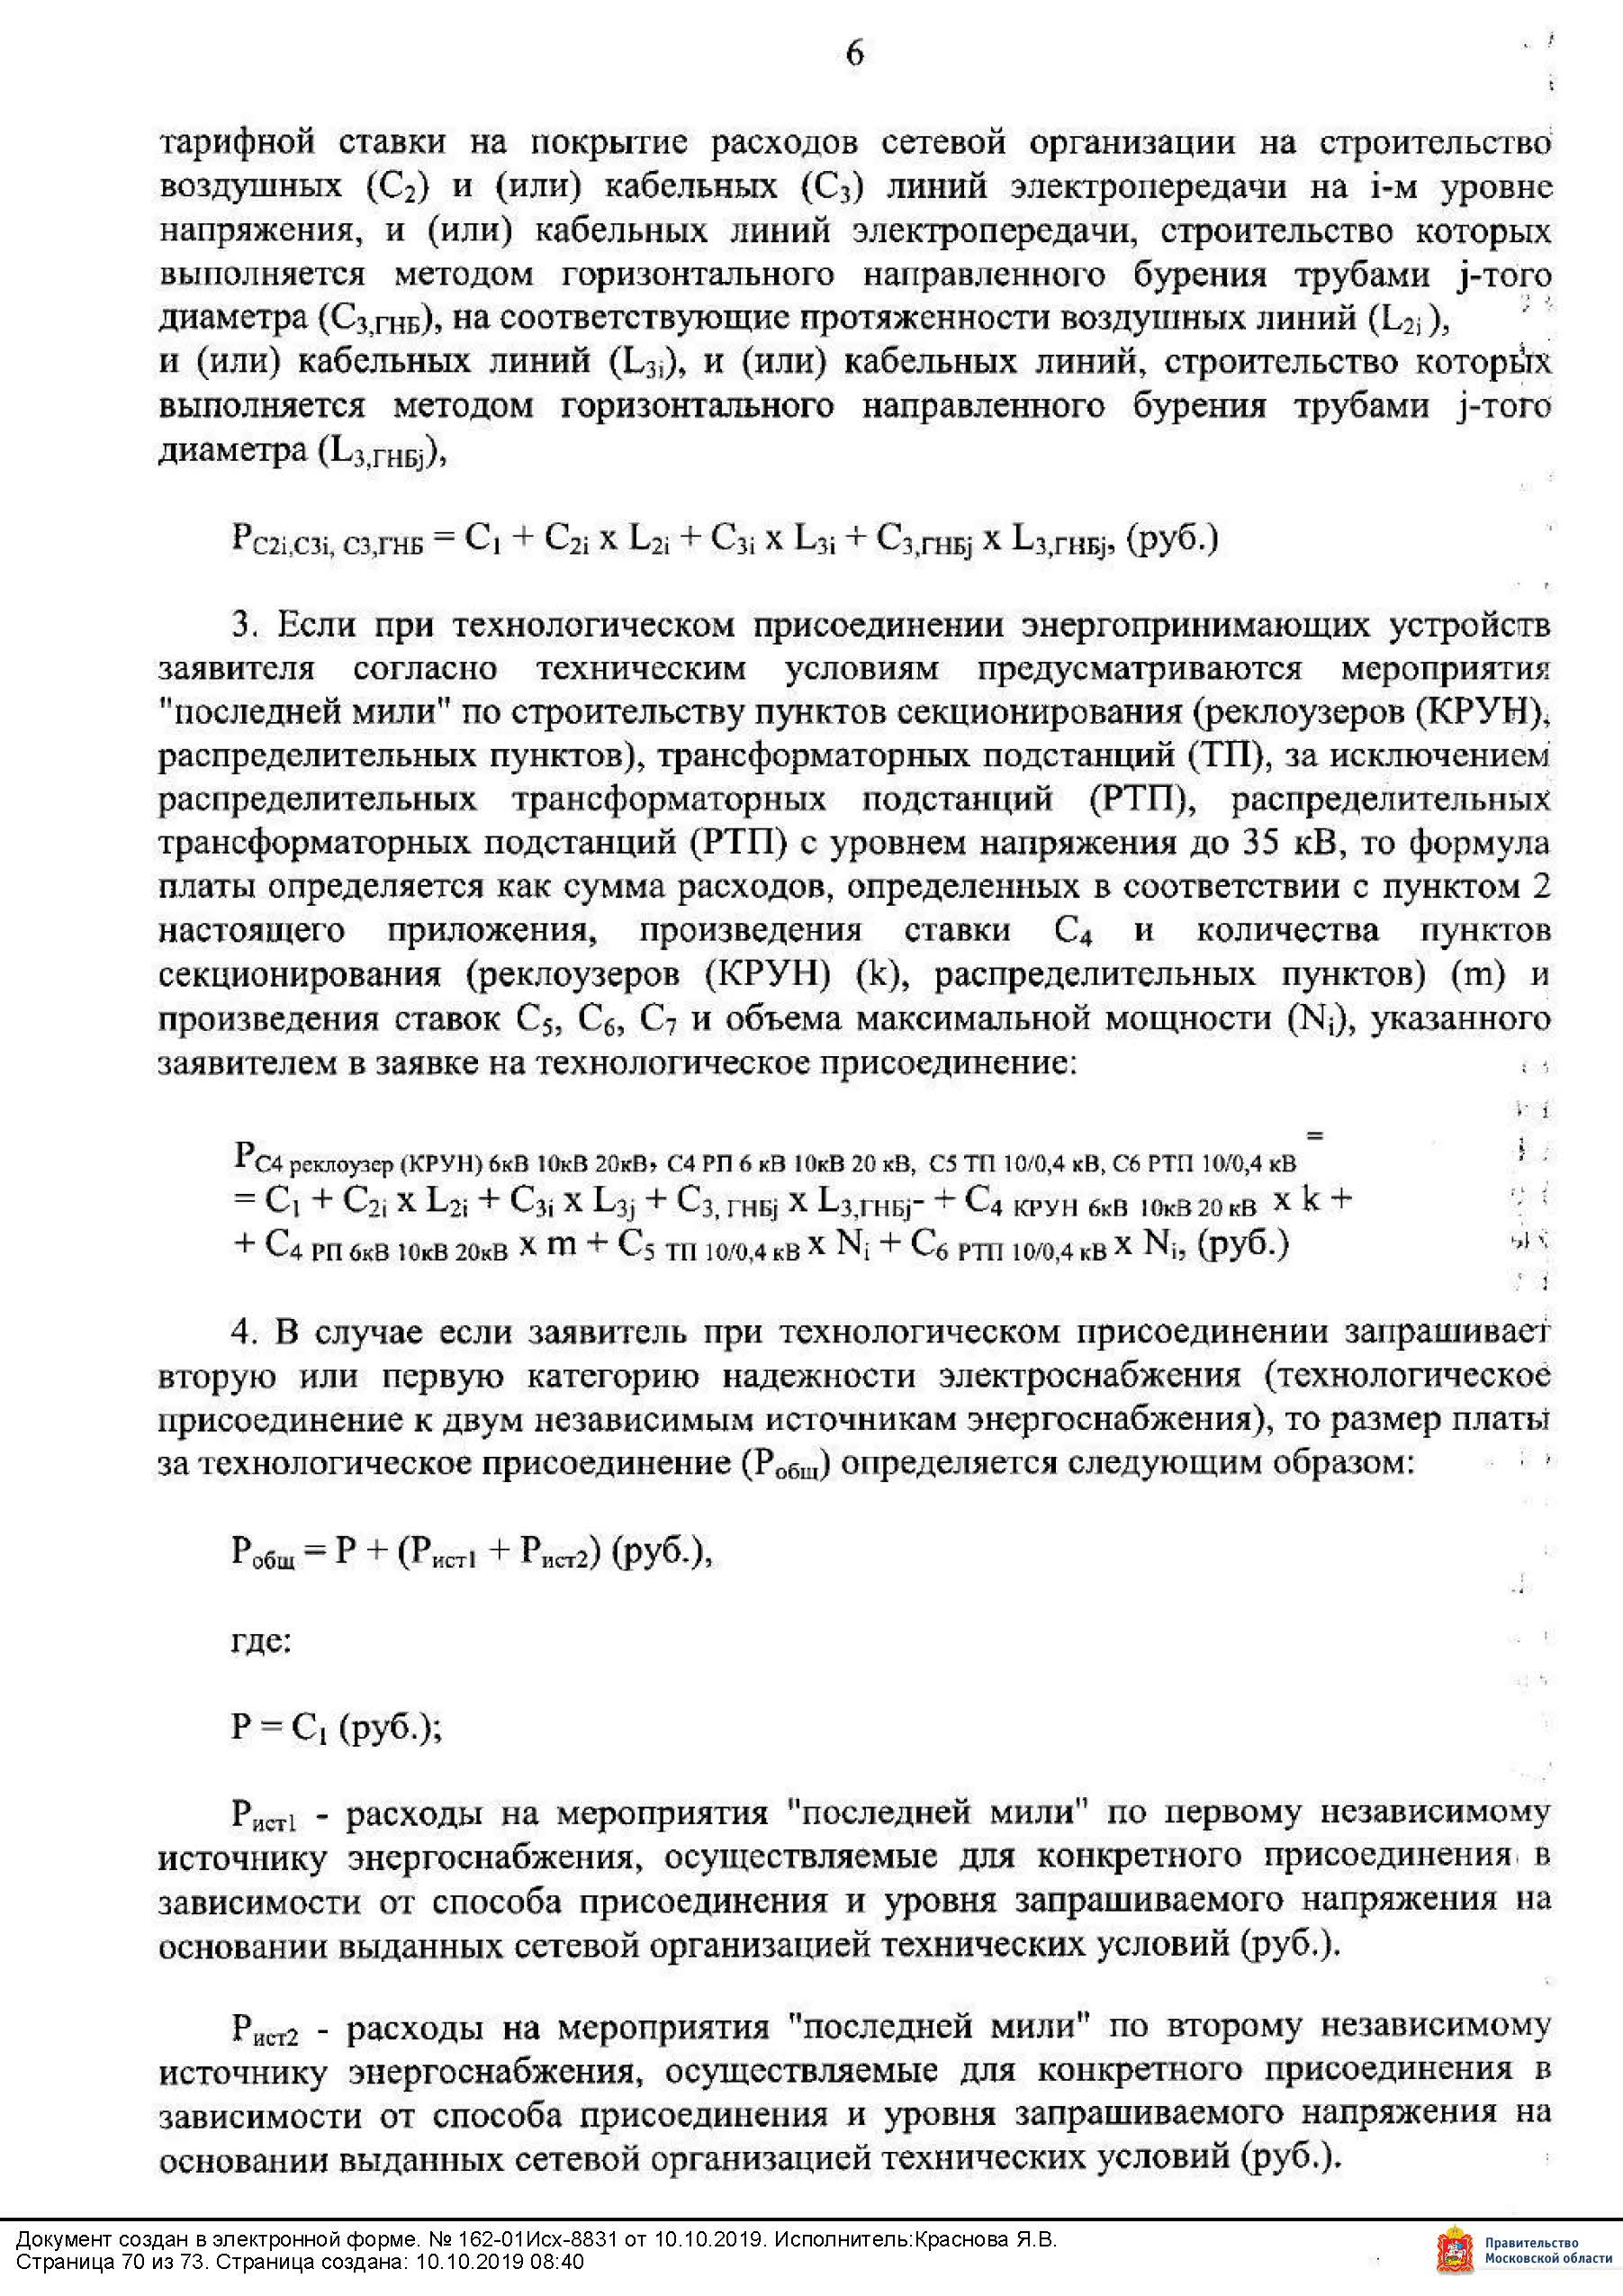 6
тарифной ставки на покрытие расходов сетевой организации на строительство
воздушных (С2) и (или) кабельных (С3) линий электропередачи на i-м уровне
напряжения, и (или) кабельных линий электропередачи, строительство которых
выполняется методом горизонтального направленного бурения трубами j-того
диаметра (С3,ГНБ), на соответствующие протяженности воздушных линий (L2i ),
и (или) кабельных линий (L3i), и (или) кабельных линий, строительство которых
выполняется методом горизонтального направленного бурения трубами j-того
диаметра (L3,ГНБj),
РС2i,С3i, С3,ГНБ = С1 + С2i х L2i + С3i х L3i + С3,ГНБj х L3,ГНБj, (руб.)
3. Если при технологическом присоединении энергопринимающих устройств
заявителя согласно техническим условиям предусматриваются мероприятия
"последней мили" по строительству пунктов секционирования (реклоузеров (КРУН),
распределительных пунктов), трансформаторных подстанций (ТП), за исключением
распределительных трансформаторных подстанций (РТП), распределительных
трансформаторных подстанций (РТП) с уровнем напряжения до 35 кВ, то формула
платы определяется как сумма расходов, определенных в соответствии с пунктом 2
настоящего приложения, произведения ставки С4 и количества пунктов
секционирования (реклоузеров (КРУН) (k), распределительных пунктов) (m) и
произведения ставок С5, С6, С7 и объема максимальной мощности (Ni), указанного
заявителем в заявке на технологическое присоединение:
РС4 реклоузер (КРУН) 6кВ 10кВ 20кВ, С4 РП 6 кВ 10кВ 20 кВ, С5 ТП 10/0,4 кВ, С6 РТП 10/0,4 кВ =
= С1 + С2i х L2i + С3i х L3j + С3, ГНБj х L3,ГНБj- + С4 КРУН 6кВ 10кВ 20 кВ х k +
+ С4 РП 6кВ 10кВ 20кВ х m + С5 ТП 10/0,4 кВ х Ni + С6 РТП 10/0,4 кВ х Ni, (руб.)
4. В случае если заявитель при технологическом присоединении запрашивает
вторую или первую категорию надежности электроснабжения (технологическое
присоединение к двум независимым источникам энергоснабжения), то размер платы
за технологическое присоединение (Робщ) определяется следующим образом:
Робщ = Р + (Рист1 + Рист2) (руб.),
где:
Р = С1 (руб.);
Рист1 - расходы на мероприятия "последней мили" по первому независимому
источнику энергоснабжения, осуществляемые для конкретного присоединения в
зависимости от способа присоединения и уровня запрашиваемого напряжения на
основании выданных сетевой организацией технических условий (руб.).
Рист2 - расходы на мероприятия "последней мили" по второму независимому
источнику энергоснабжения, осуществляемые для конкретного присоединения в
зависимости от способа присоединения и уровня запрашиваемого напряжения на
основании выданных сетевой организацией технических условий (руб.).
Документ создан в электронной форме. № 162-01Исх-8831 от 10.10.2019. Исполнитель:Краснова Я.В.
Страница 70 из 73. Страница создана: 10.10.2019 08:40
Правительство
Московской области